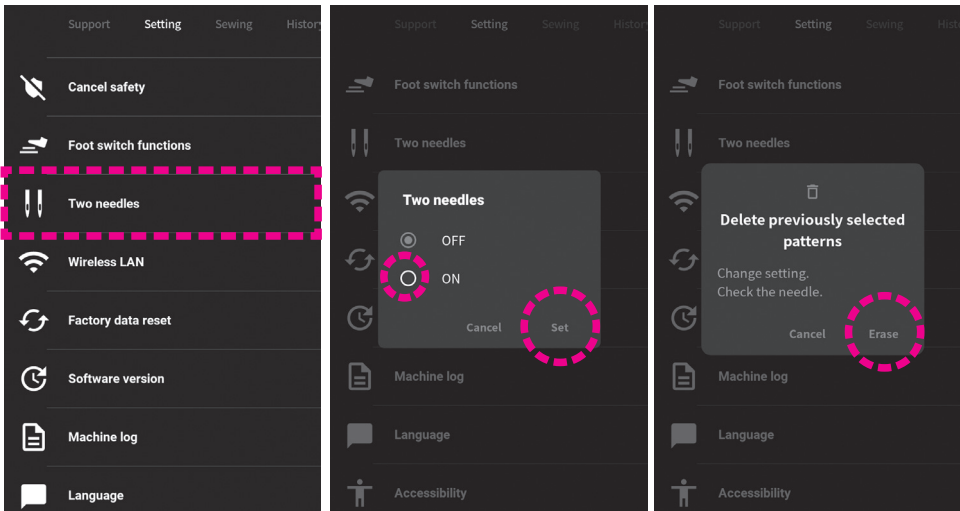 Support Setting Sewing History
Cancel safety
Foot switch functions
Two needles
Wireless LAN
Factory data reset
Software version
Machine log
Language
Support Setting Sewing Histor
Foot switch functions
Two needles
Two needles
OFF
ON
Cancel Set
Machine log
Language
Accessibility
Support Setting Sewing Hist
Foot switch functions
Two needles
Delete previously selected
patterns
Change setting.
Check the needle.
Cancel Erase
Machine log
Language
Accessibility